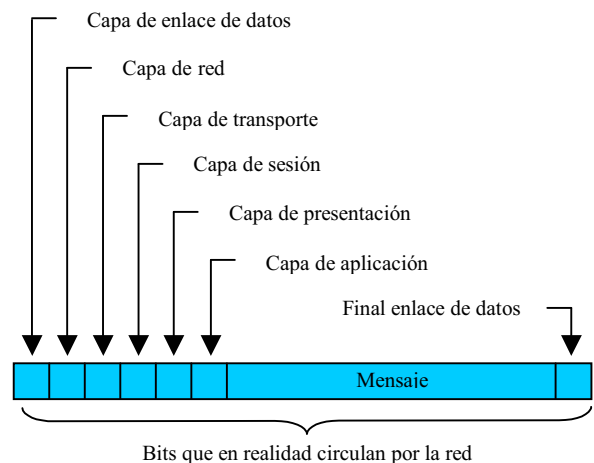 Capa de enlace de datos
Capa de red
Capa de transporte
Capa de sesión
Capa de presentación
Capa de aplicación
Final enlace de datos
Mensaje
Bits que en realidad circulan por la red